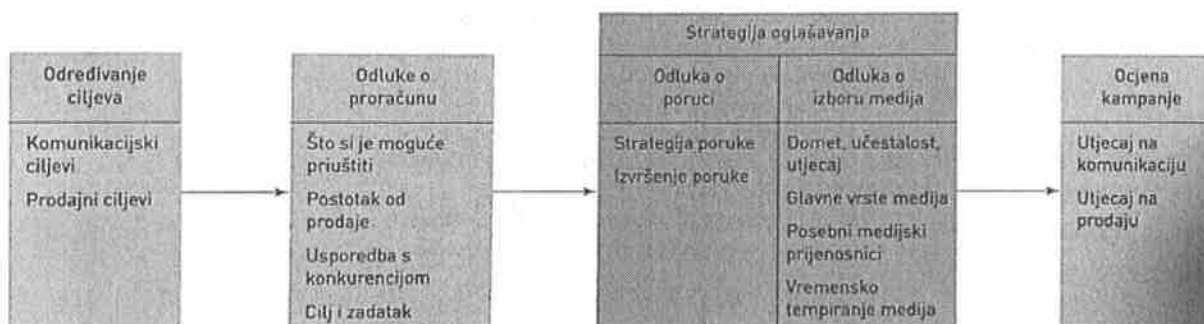 Određivanje
ciljeva
Komunikacijski
ciljevi
Prodajni ciljevi
Odluke o
proračunu
Što si je moguće
priuštiti
Postotak od
prodaje
Usporedba s
konkurencijom
Cilj i zadatak
Strategija oglašavanja
Odluka o
poruci
Strategija poruke
Izvršenje poruke
Odluka o
izboru medija
Domet, učestalost,
utjecaj
Glavne vrste medija
Posebni medijski
prijenosnici
Vremensko
tempiranje medija
Ocjena
kampanje
Utjecaj na
komunikaciju
Utjecaj na
prodaju